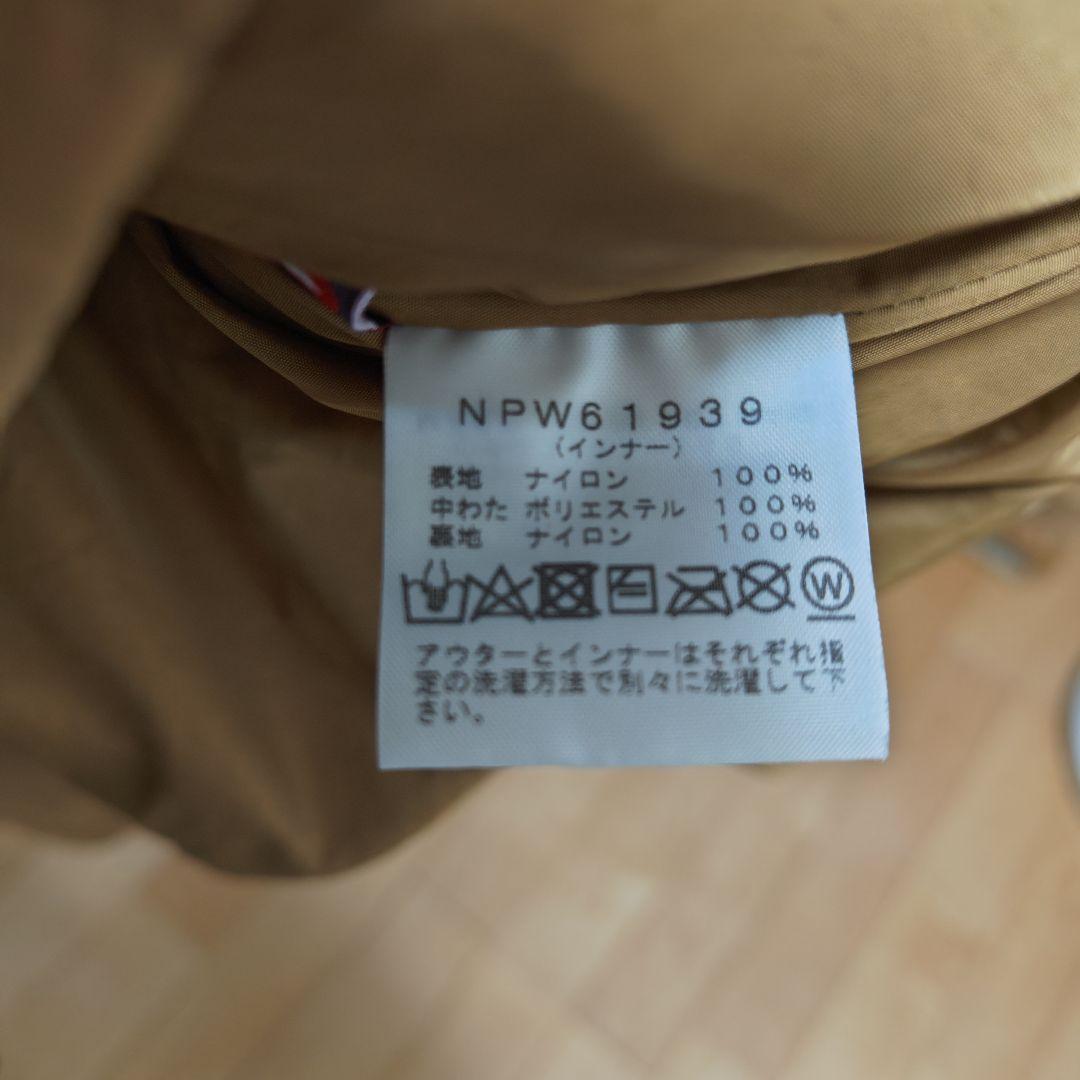 NPW61939
(インナー)
表地 ナイロン 100%
中わた ポリエステル 100%
裏地 ナイロン 100%
W
アウターとインナーはそれぞれ指
定の洗濯方法で別々に洗濯して下
さい。